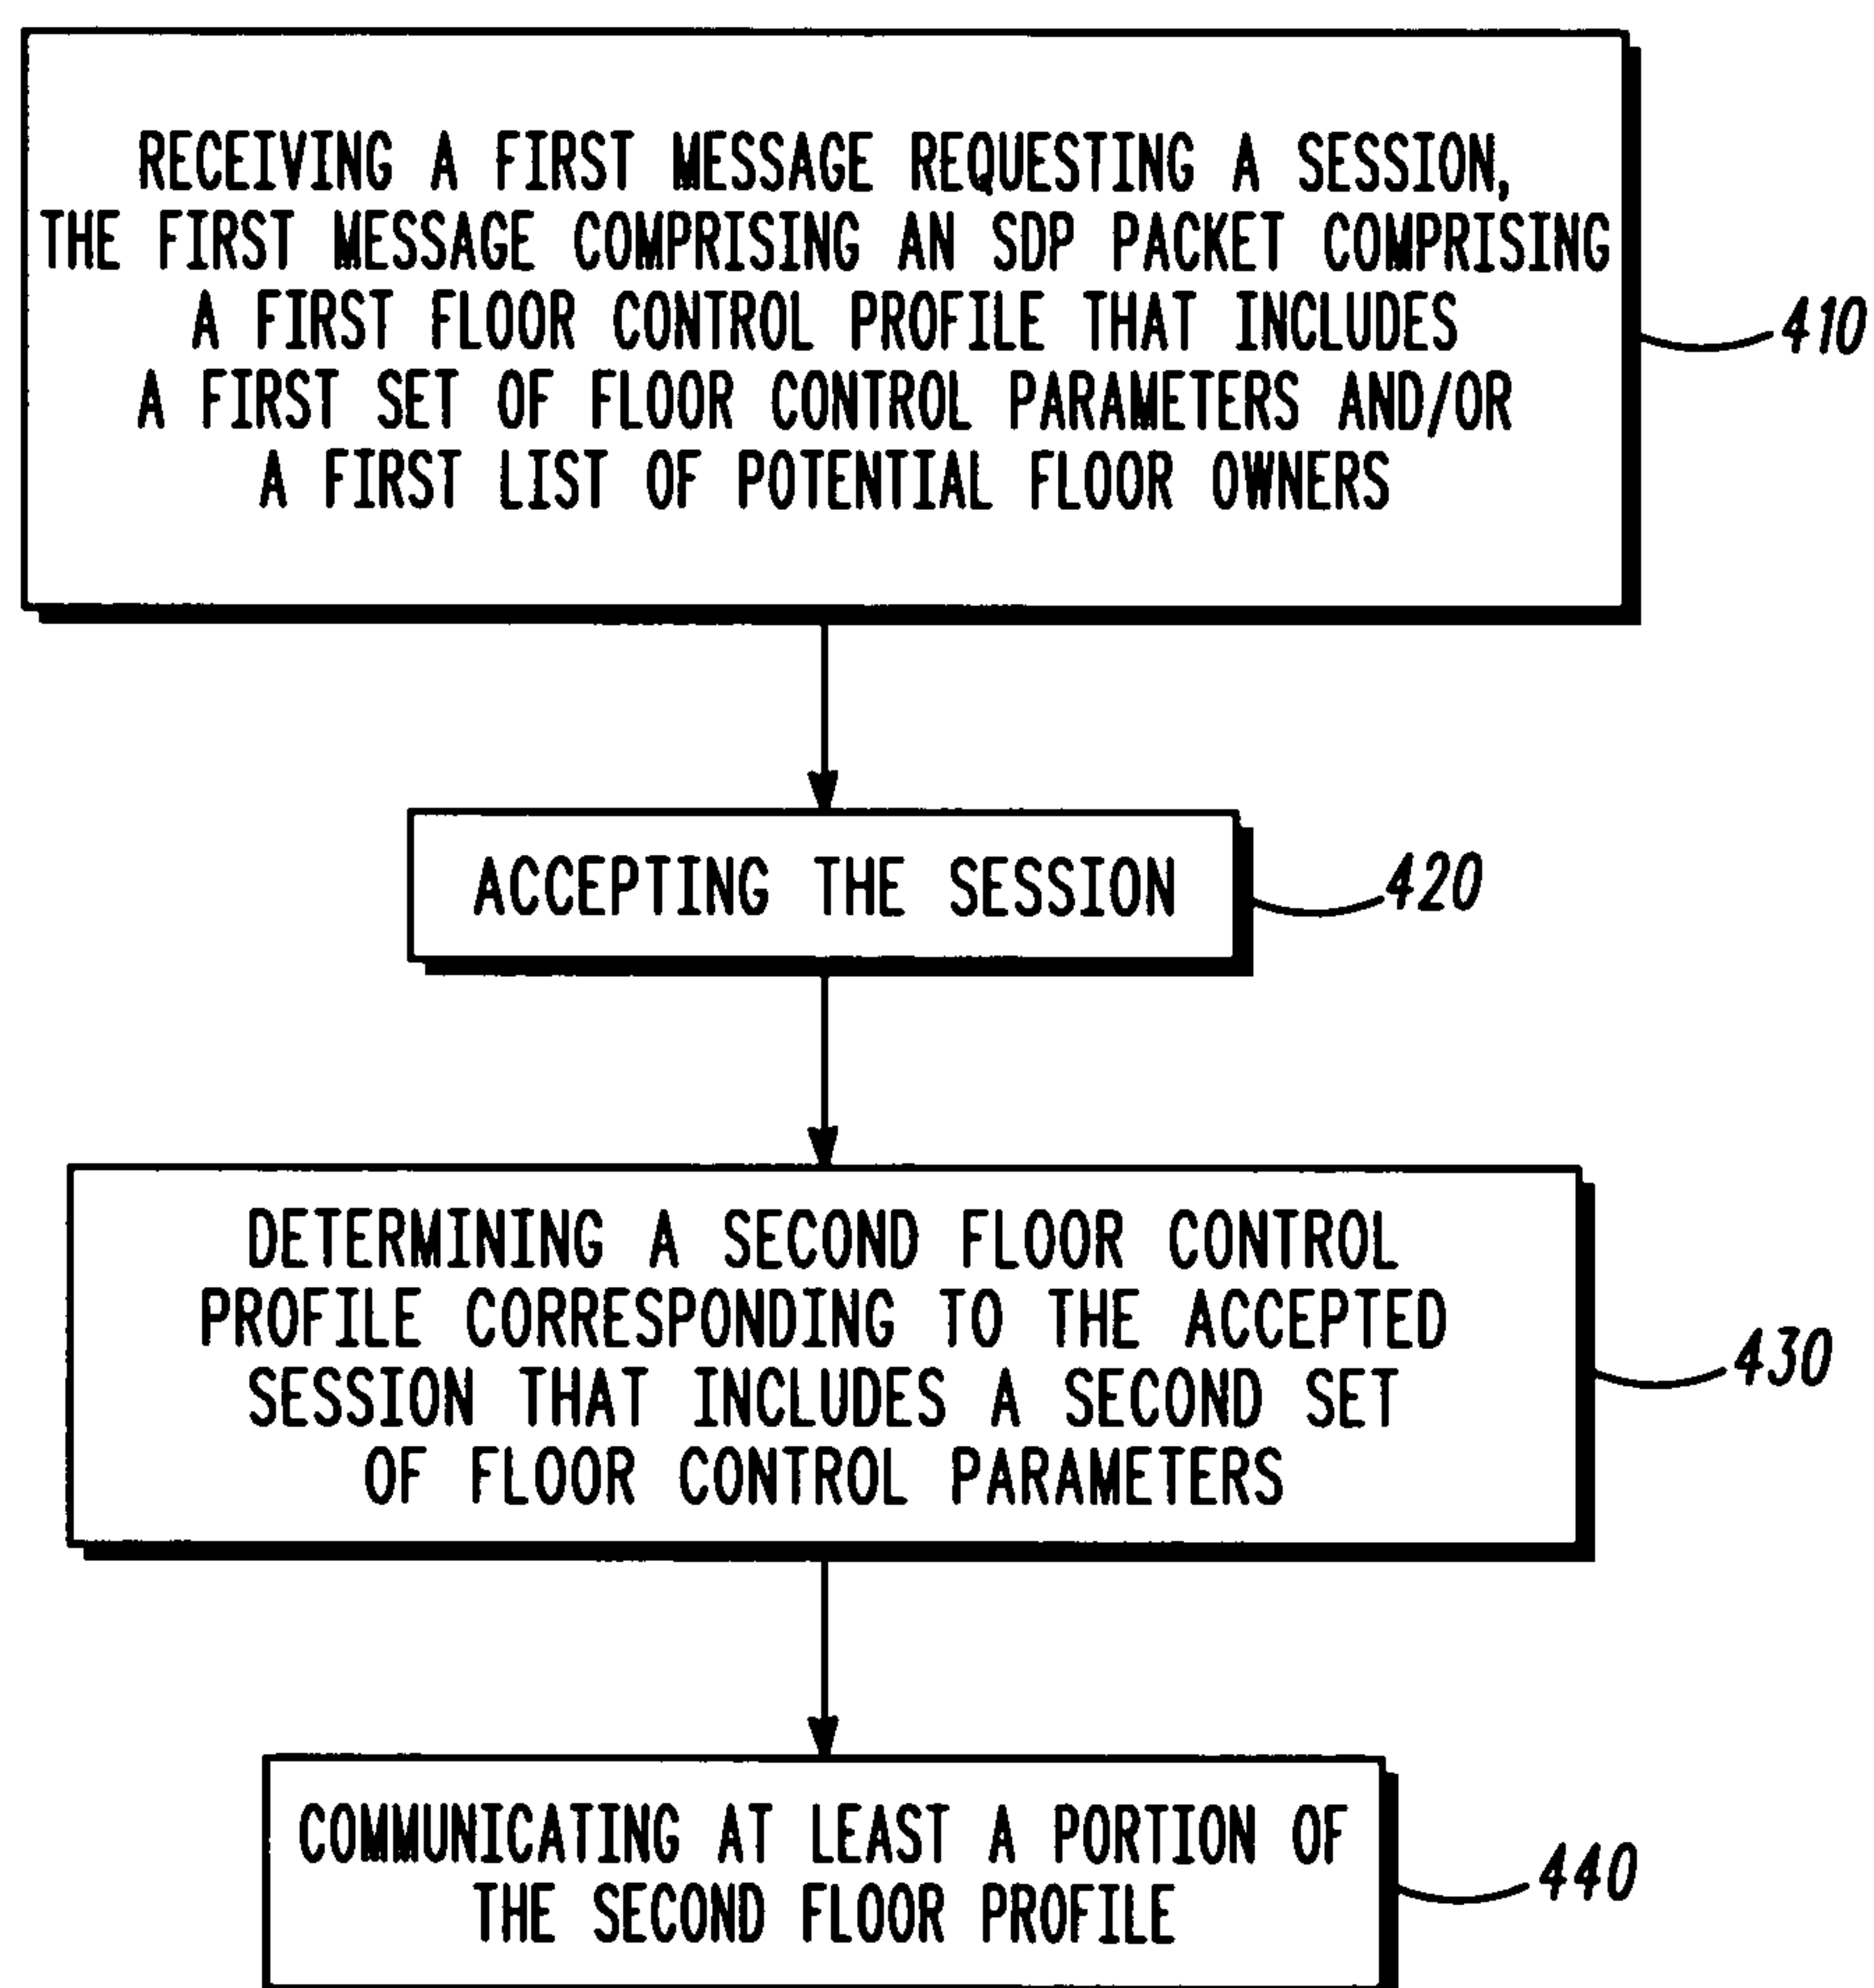 RECEIVING A FIRST MESSAGE REQUESTING A SESSION,
THE FIRST MESSAGE COMPRISING AN SDP PACKET COMPRISING
A FIRST FLOOR CONTROL PROFILE THAT INCLUDES
A FIRST SET OF FLOOR CONTROL PARAMETERS AND/OR
A FIRST LIST OF POTENTIAL FLOOR OWNERS
410
ACCEPTING THE SESSION
420
DETERMINING A SECOND FLOOR CONTROL
PROFILE CORRESPONDING TO THE ACCEPTED
SESSION THAT INCLUDES A SECOND SET
OF FLOOR CONTROL PARAMETERS
430
COMMUNICATING AT LEAST A PORTION OF
THE SECOND FLOOR PROFILE
440